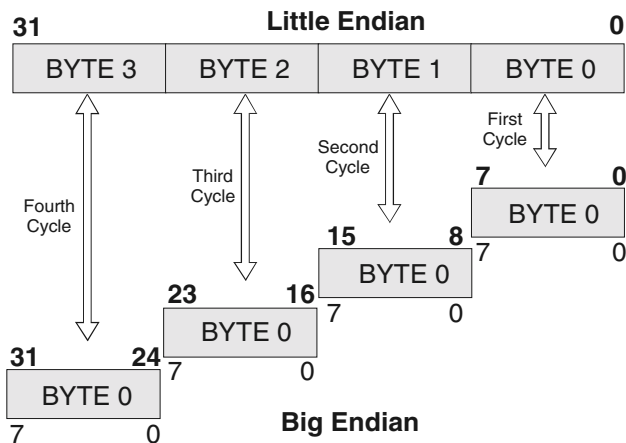 Little Endian
31 0
BYTE 3 BYTE 2 BYTE 1 BYTE 0
First
Cycle
Second
Cycle
Third
Cycle
Fourth
Cycle
7 0
BYTE 0
7 0
15 8
BYTE 0
7 0
23 16
BYTE 0
7 0
31 24
BYTE 0
7 0
Big Endian